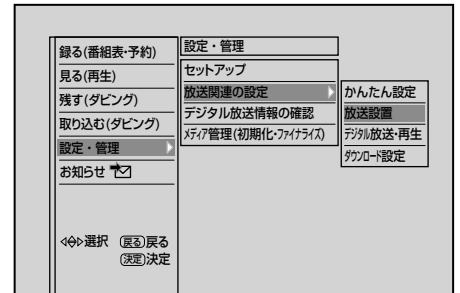 録る(番組表・予約)
見る(再生)
残す(ダビング)
取り込む(ダビング)
設定・管理
お知らせ
選択 戻る戻る
決定決定
設定・管理
セットアップ
放送関連の設定
デジタル放送情報の確認
メディア管理(初期化・ファイナライズ)
かんたん設定
放送設置
デジタル放送・再生
ダウンロード設定